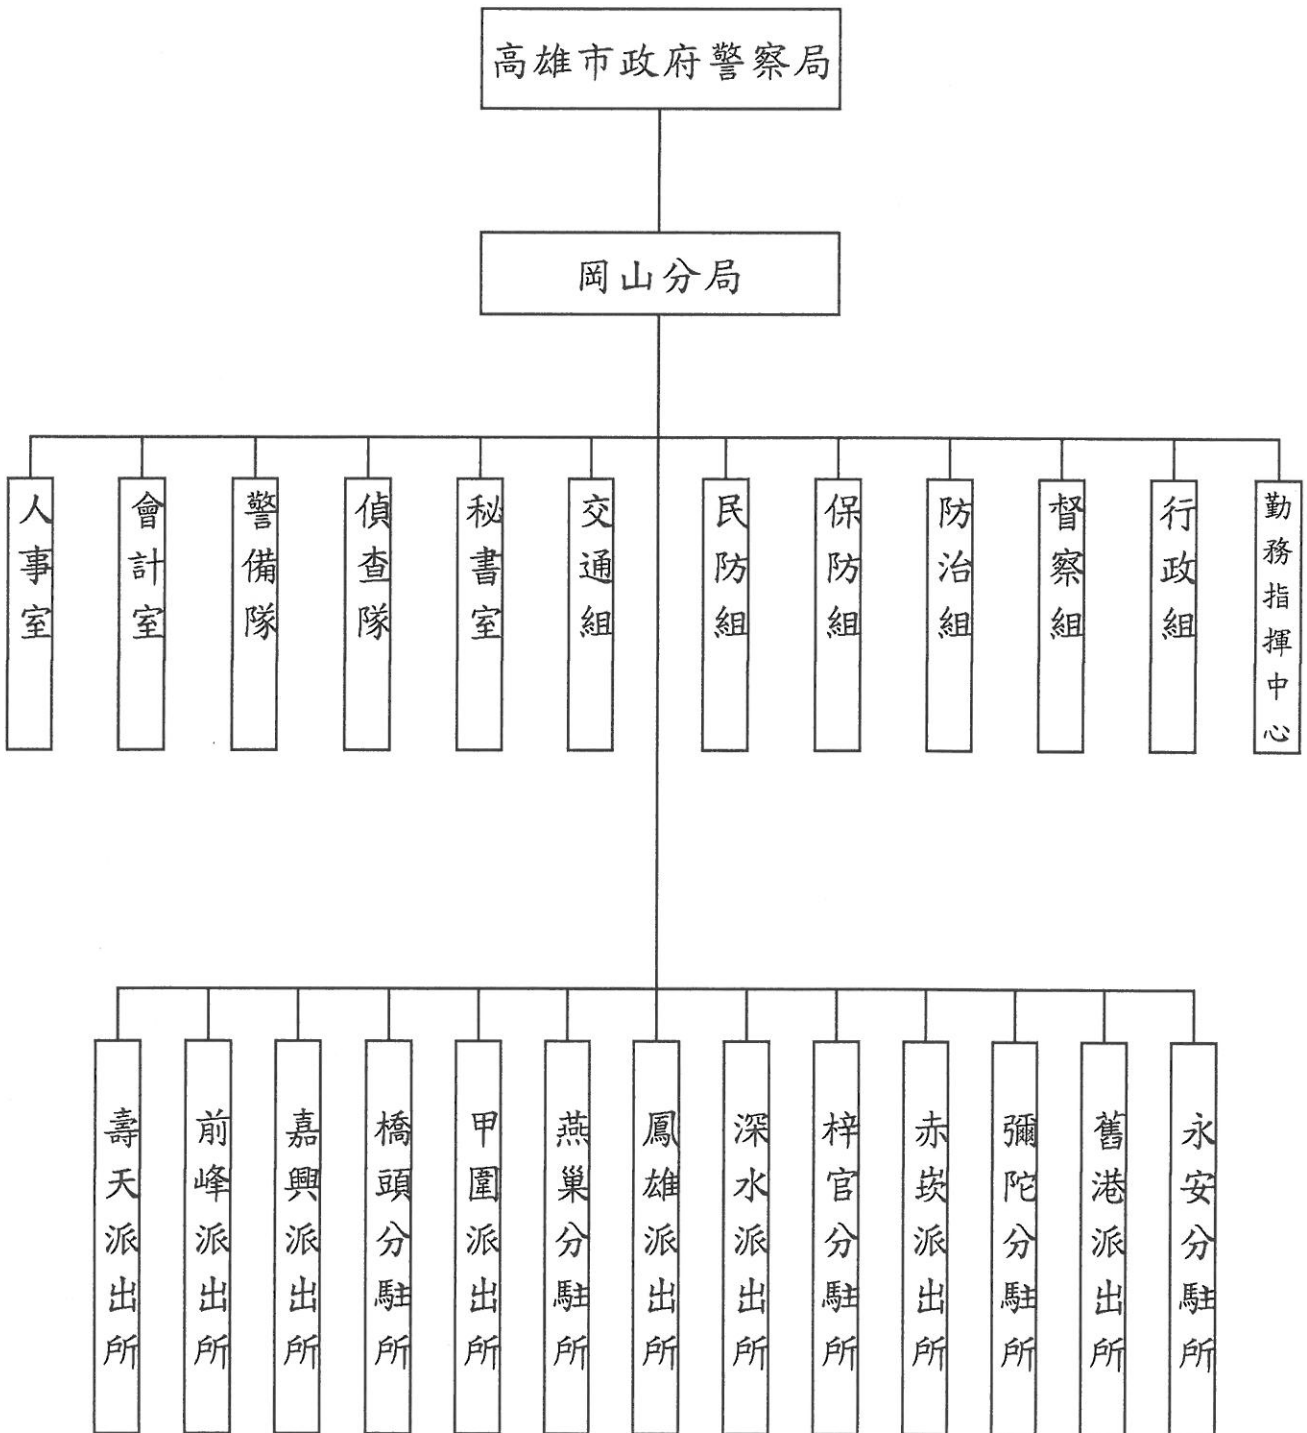 高雄市政府警察局
岡山分局
人事室
會計室
警備隊
偵查隊
秘書室
交通組
民防組
保防組
防治組
督察組
行政組
勤務指揮中心
壽天派出所
前峰派出所
嘉興派出所
橋頭分駐所
甲圍派出所
燕巢分駐所
鳳雄派出所
深水派出所
梓官分駐所
赤崁派出所
彌陀分駐所
舊港派出所
永安分駐所